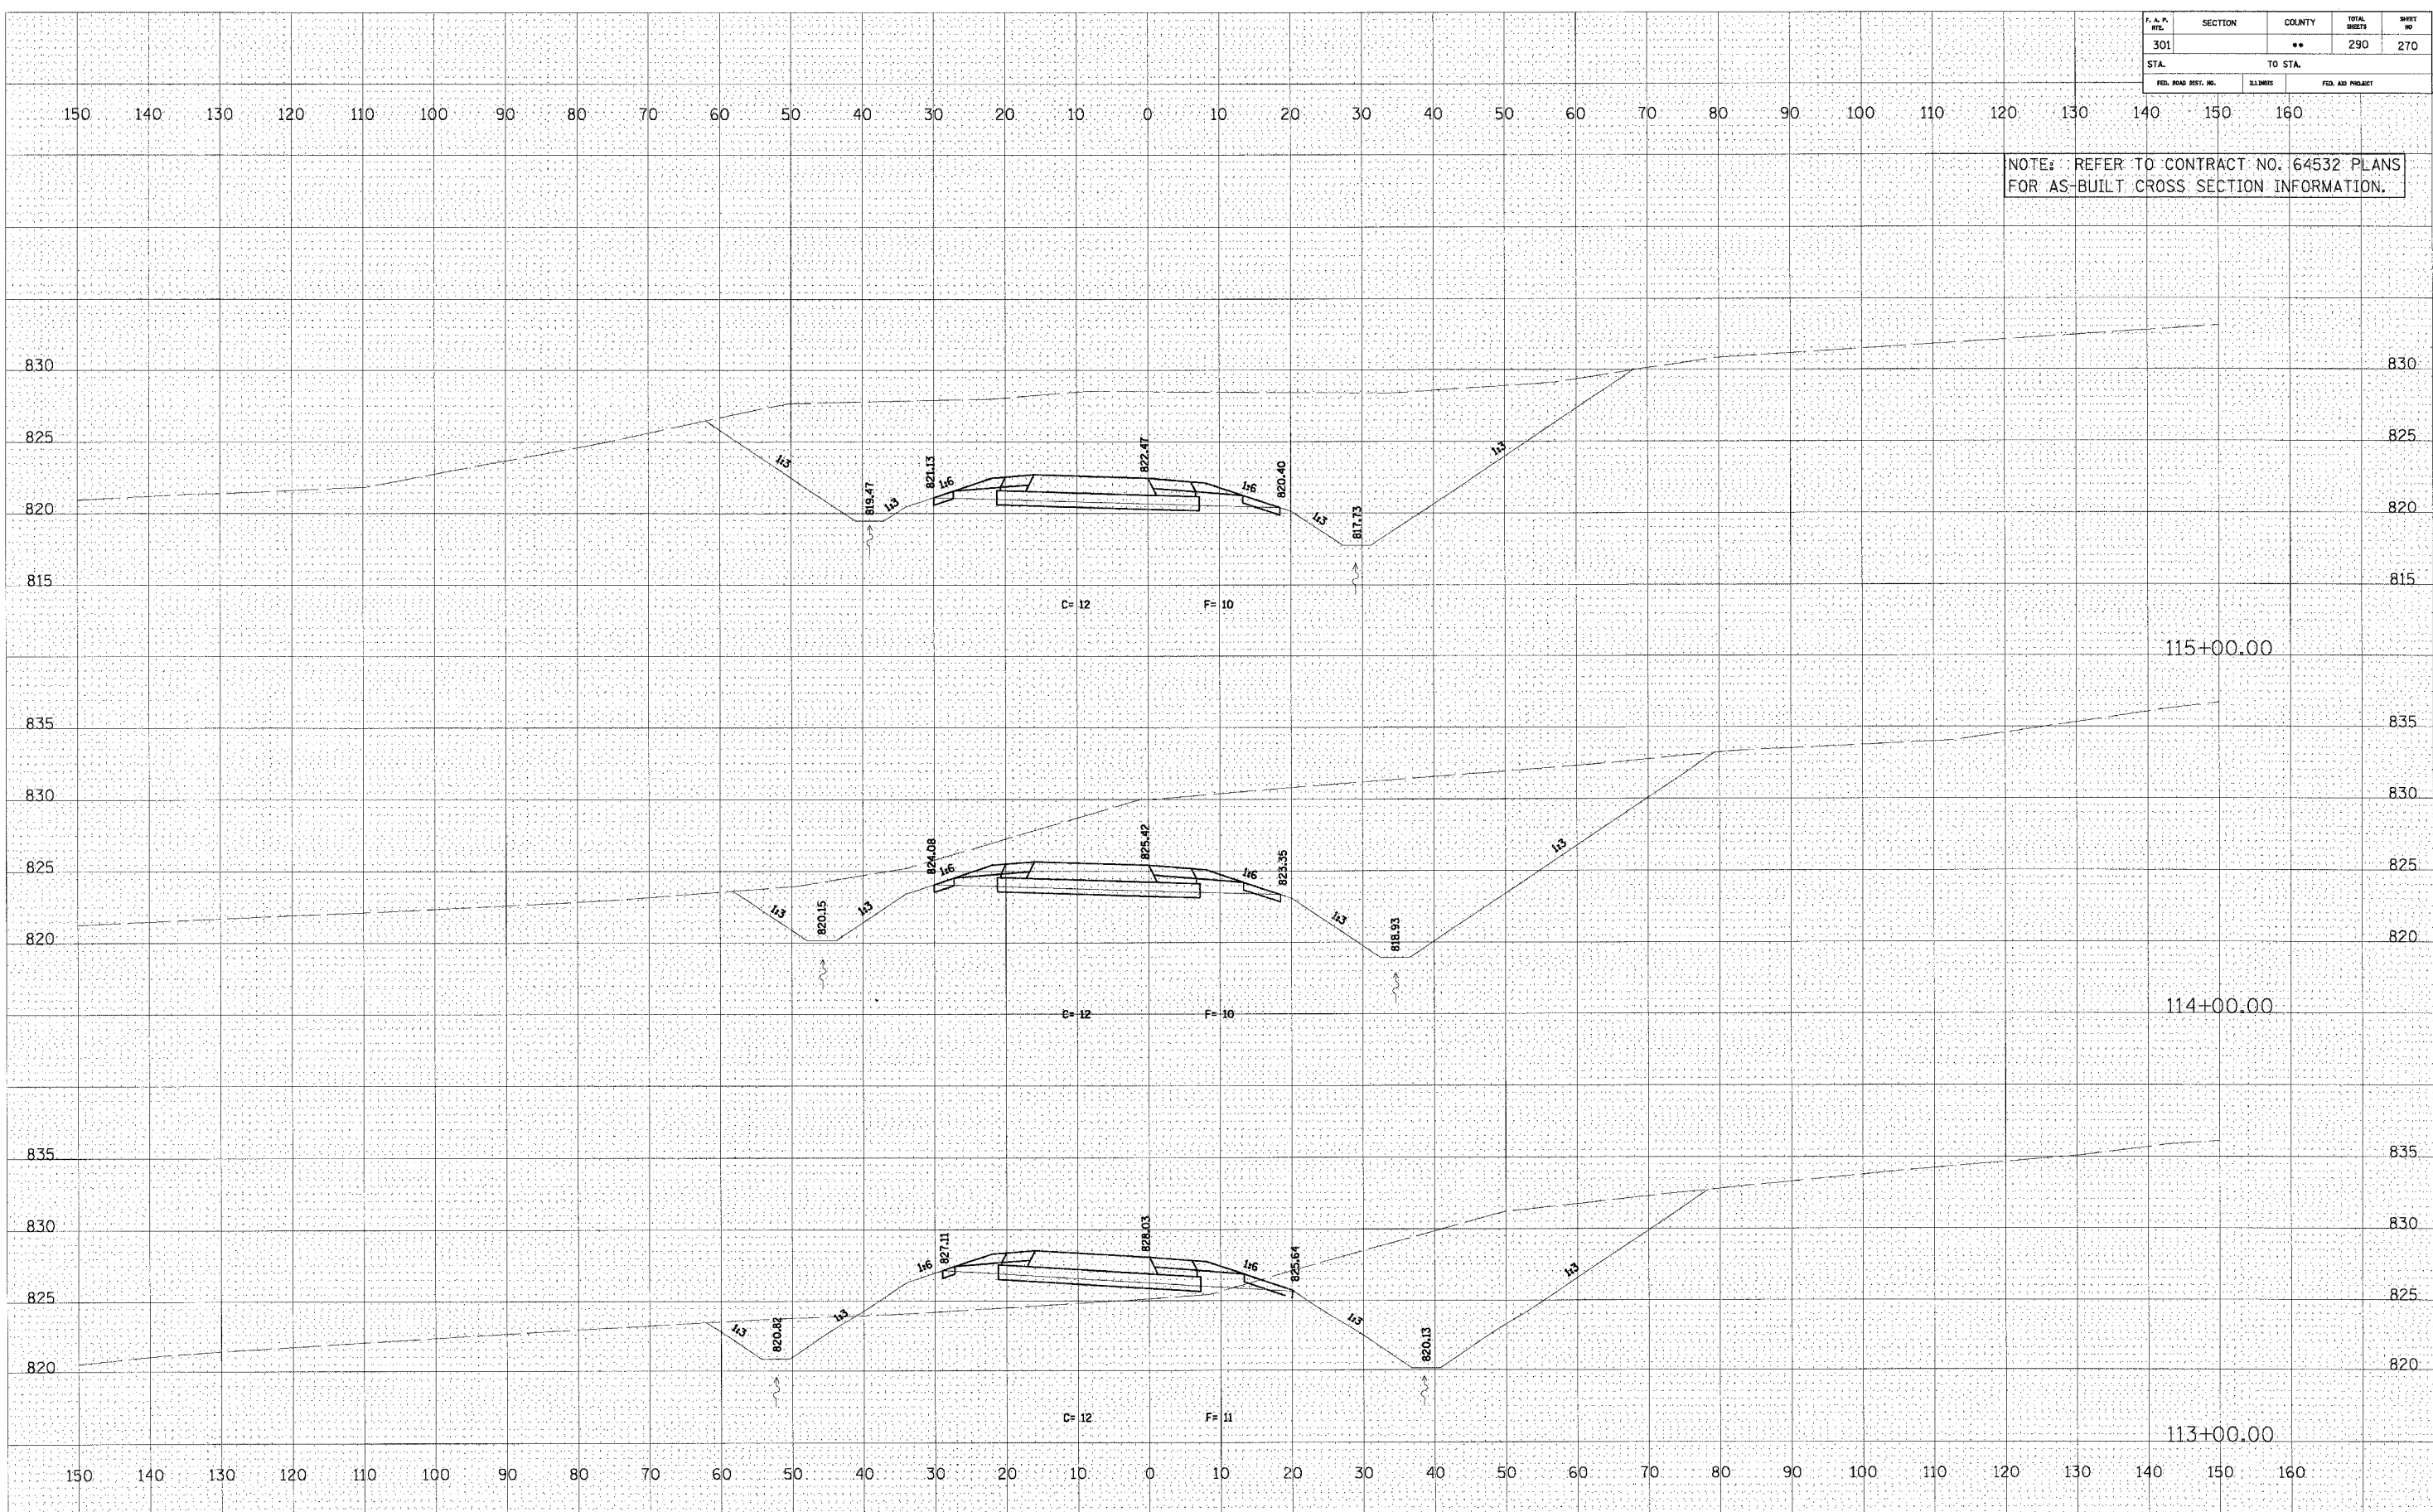 F. A. P. RTE. SECTION COUNTY TOTAL SHEETS SHEET NO
301 ** 290 270
STA. TO STA.
FED. ROAD DIST. NO. ILLINOIS FED. AID PROJECT
150 140 130 120 110 100 90 80 70 60 50 40 30 20 10 0 10 20 30 40 50 60 70 80 90 100 110 120 130 140 150 160
NOTE: REFER TO CONTRACT NO. 64532 PLANS
FOR AS-BUILT CROSS SECTION INFORMATION.
830 830
825 825
820 820
815 815
1:3 819.47 1:3 821.13 1:6 822.47 1:6 820.40 1:3 817.73 1:3
C= 12 F= 10
115+00.00
835 835
830 830
825 825
820 820
1:3 820.15 1:3 824.08 1:6 825.42 1:6 823.35 1:3 818.93 1:3
C= 12 F= 10
114+00.00
835 835
830 830
825 825
820 820
1:3 820.82 1:3 1:6 827.11 828.03 1:6 825.64 1:3 820.13 1:3
C= 12 F= 11
113+00.00
150 140 130 120 110 100 90 80 70 60 50 40 30 20 10 0 10 20 30 40 50 60 70 80 90 100 110 120 130 140 150 160